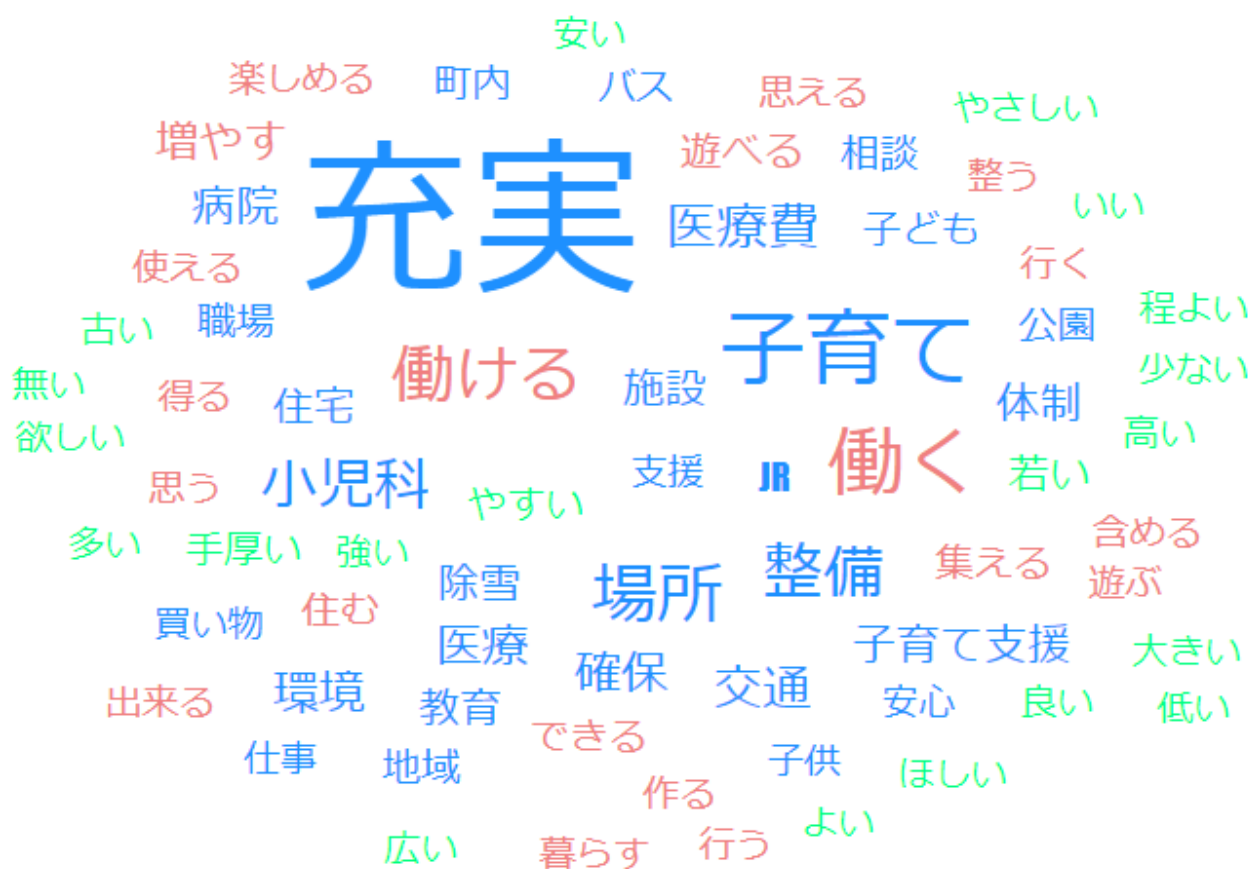 安い
楽しめる
町内
バス
思える
やさしい
増やす
充実
遊べる
相談
整う
病院
医療費
子ども
いい
使える
行く
古い
職場
子育て
公園
程よい
無い
得る
住宅
働ける
施設
体制
少ない
欲しい
思う
小児科
やすい
支援
JR
働く
若い
高い
多い
手厚い
強い
除雪
場所
整備
集える
含める
遊ぶ
買い物
住む
医療
確保
交通
子育て支援
大きい
出来る
環境
教育
できる
安心
良い
低い
仕事
地域
作る
子供
ほしい
広い
暮らす
行う
よい